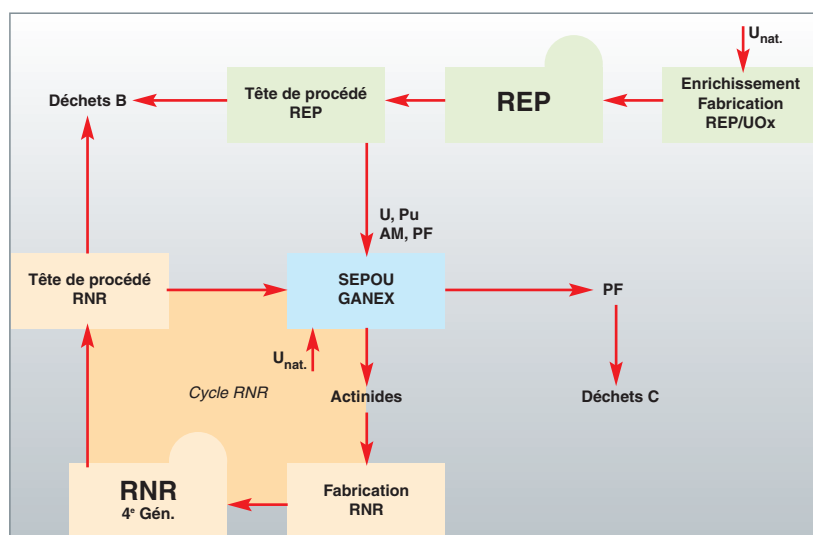 Unat.
Déchets B
Tête de procédé
REP
REP
Enrichissement
Fabrication
REP/UOx
U, Pu
AM, PF
Tête de procédé
RNR
SEPOU
GANEX
PF
Unat.
Cycle RNR
Actinides
Déchets C
RNR
4e Gén.
Fabrication
RNR